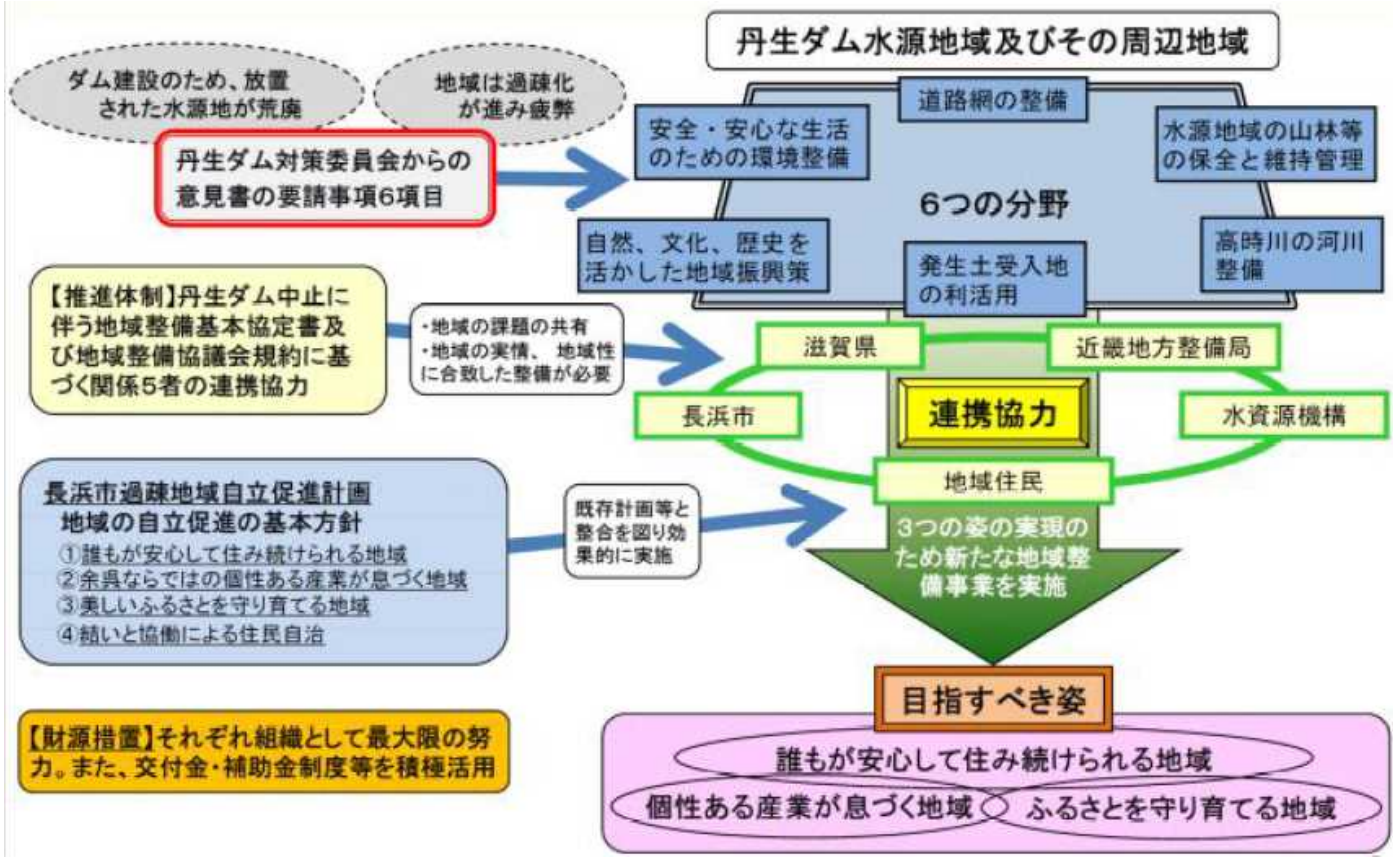 丹生ダム水源地域及びその周辺地域
ダム建設のため、放置
された水源地が荒廃
地域は過疎化
が進み疲弊
丹生ダム対策委員会からの
意見書の要請事項6項目
道路網の整備
安全・安心な生活
のための環境整備
水源地域の山林等
の保全と維持管理
6つの分野
自然、文化、歴史を
活かした地域振興策
発生土受入地
の利活用
高時川の河川
整備
【推進体制】丹生ダム中止に
伴う地域整備基本協定書及
び地域整備協議会規約に基
づく関係5者の連携協力
・地域の課題の共有
・地域の実情、地域性
に合致した整備が必要
滋賀県
近畿地方整備局
長浜市
連携協力
水資源機構
地域住民
長浜市過疎地域自立促進計画
地域の自立促進の基本方針
①誰もが安心して住み続けられる地域
②余呉ならではの個性ある産業が息づく地域
③美しいふるさとを守り育てる地域
④結いと協働による住民自治
既存計画等と
整合を図り効
果的に実施
3つの姿の実現の
ため新たな地域整
備事業を実施
【財源措置】それぞれ組織として最大限の努
力。また、交付金・補助金制度等を積極活用
目指すべき姿
誰もが安心して住み続けられる地域
個性ある産業が息づく地域
ふるさとを守り育てる地域